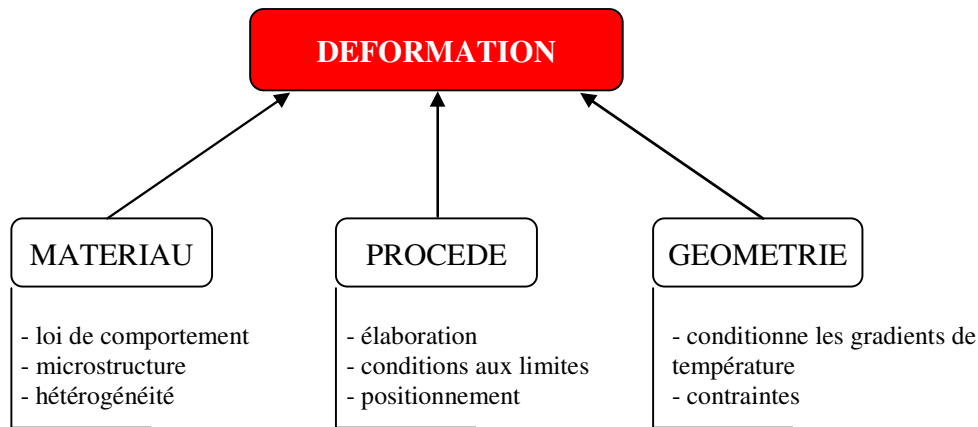 DEFORMATION
MATERIAU
- loi de comportement
- microstructure
- hétérogénéité
PROCEDE
- élaboration
- conditions aux limites
- positionnement
GEOMETRIE
- conditionne les gradients de
température
- contraintes